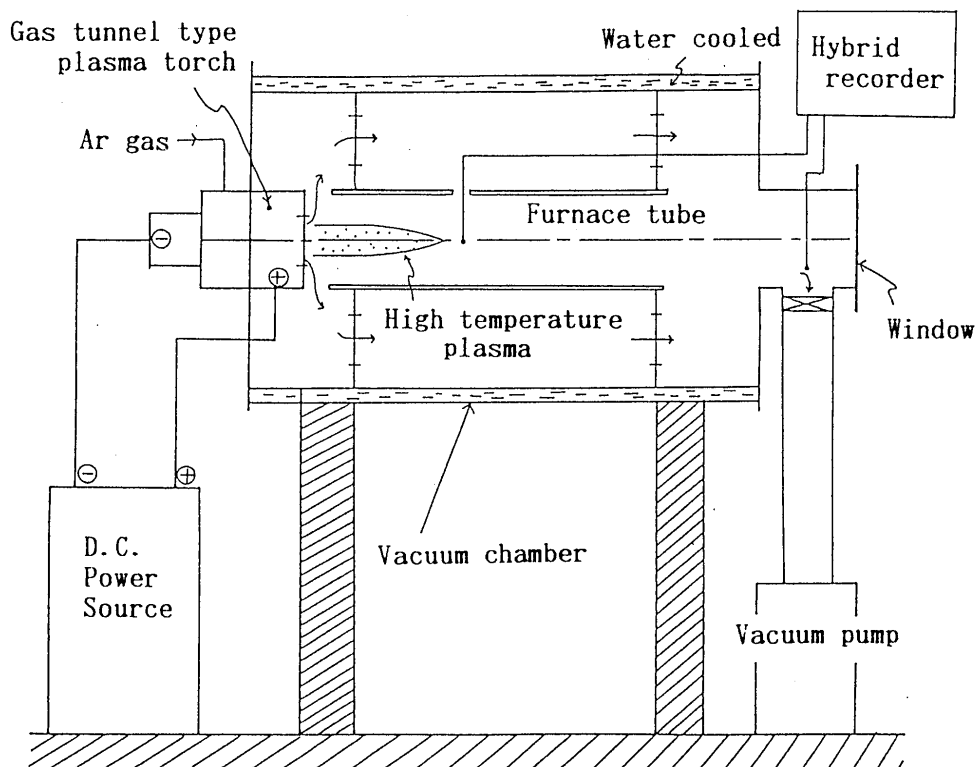 Gas tunnel type
plasma torch
Water cooled
Hybrid
recorder
Ar gas
Furnace tube
⊖
⊕
High temperature
plasma
Window
⊖
⊕
Vacuum chamber
D.C.
Power
Source
Vacuum pump